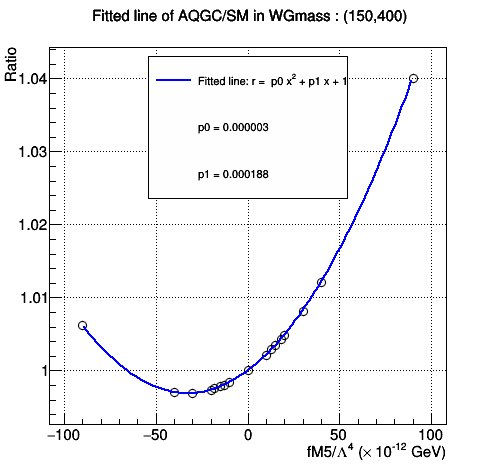 Fitted line of AQGC/SM in WGmass : (150,400)
Ratio
Fitted line: r = p0 x² + p1 x + 1
p0 = 0.000003
p1 = 0.000188
1.04
1.03
1.02
1.01
1
−100 −50 0 50 100
fM5/Λ⁴ (× 10⁻¹² GeV)